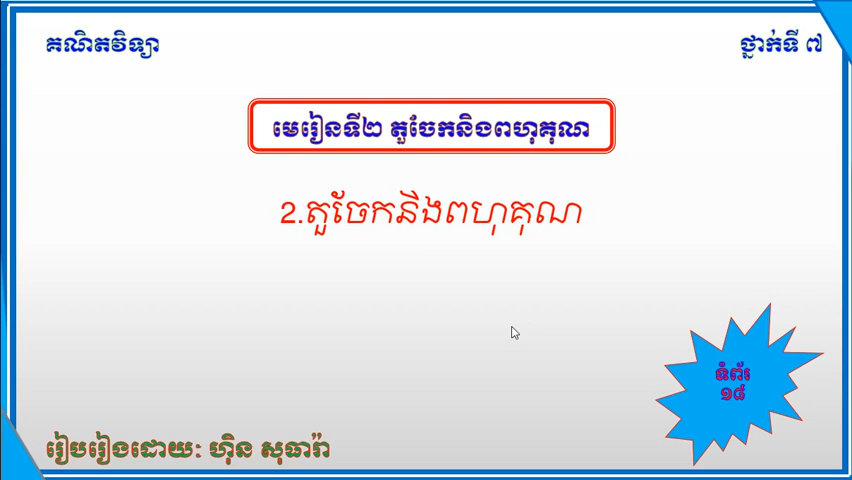 គណិតវិទ្យា
ថ្នាក់ទី ៧
មេរៀនទី២ តួចែកនិងពហុគុណ
2.តួចែកនិងពហុគុណ
ទំព័រ
១៨
រៀបរៀងដោយ: ហ៊ិន សុធារ៉ា